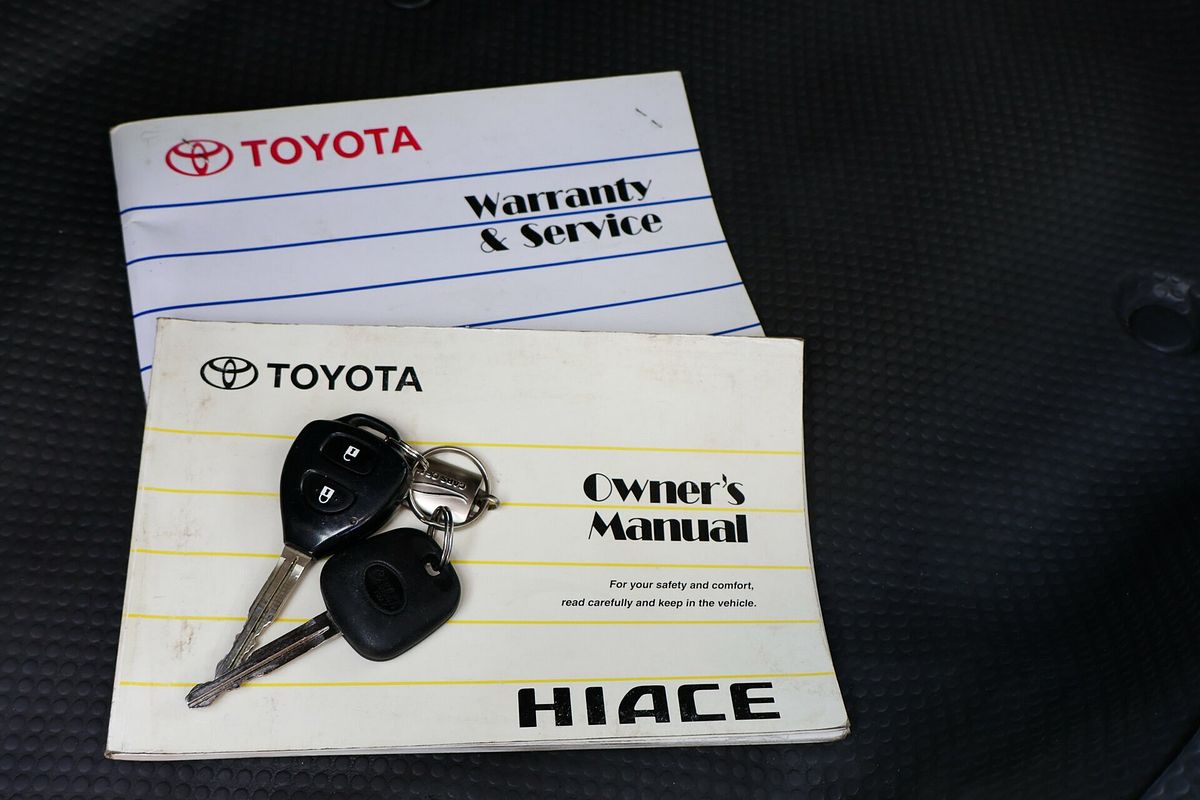 TOYOTA
Warranty
& Service
TOYOTA
Owner's
Manual
For your safety and comfort,
read carefully and keep in the vehicle.
HIACE